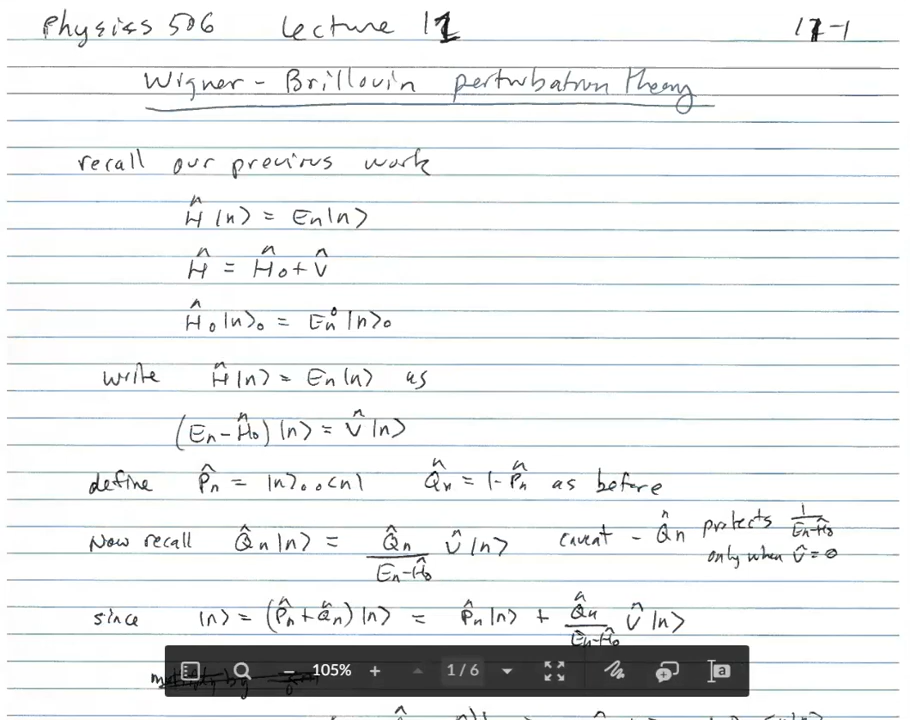 Physics 506 Lecture 11 11-1
Wigner-Brillouin perturbation theory
recall our previous work
Ĥ |n⟩ = En |n⟩
Ĥ = Ĥ0 + V̂
Ĥ0 |n⟩0 = En⁰ |n⟩0
write Ĥ |n⟩ = En |n⟩ as
(En - Ĥ0) |n⟩ = V̂ |n⟩
define P̂n = |n⟩0 0⟨n| Q̂n = 1 - P̂n as before
Now recall Q̂n |n⟩ = Q̂n/(En - Ĥ0) V̂ |n⟩ caveat - Q̂n protects 1/(En - Ĥ0)
only when V̂ = 0
since |n⟩ = (P̂n + Q̂n) |n⟩ = P̂n |n⟩ + Q̂n/(En - Ĥ0) V̂ |n⟩
105% 1/6